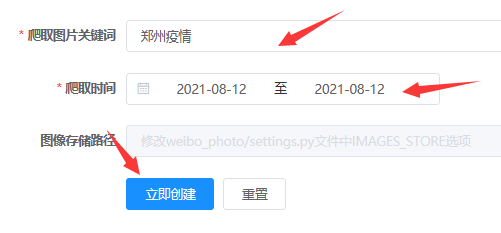 * 爬取图片关键词 郑州疫情
* 爬取时间 2021-08-12 至 2021-08-12
图像存储路径 修改weibo_photo/settings.py文件中IMAGES_STORE选项
立即创建 重置